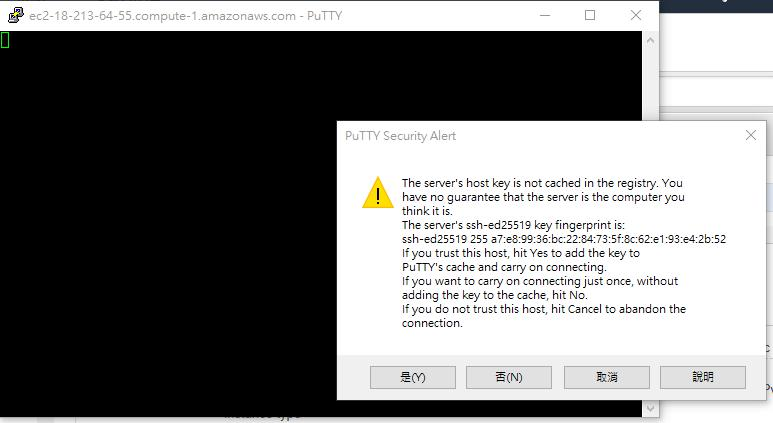 ec2-18-213-64-55.compute-1.amazonaws.com - PuTTY
PuTTY Security Alert
The server's host key is not cached in the registry. You
have no guarantee that the server is the computer you
think it is.
The server's ssh-ed25519 key fingerprint is:
ssh-ed25519 255 a7:e8:99:36:bc:22:84:73:5f:8c:62:e1:93:e4:2b:52
If you trust this host, hit Yes to add the key to
PuTTY's cache and carry on connecting.
If you want to carry on connecting just once, without
adding the key to the cache, hit No.
If you do not trust this host, hit Cancel to abandon the
connection.
是(Y) 否(N) 取消 說明